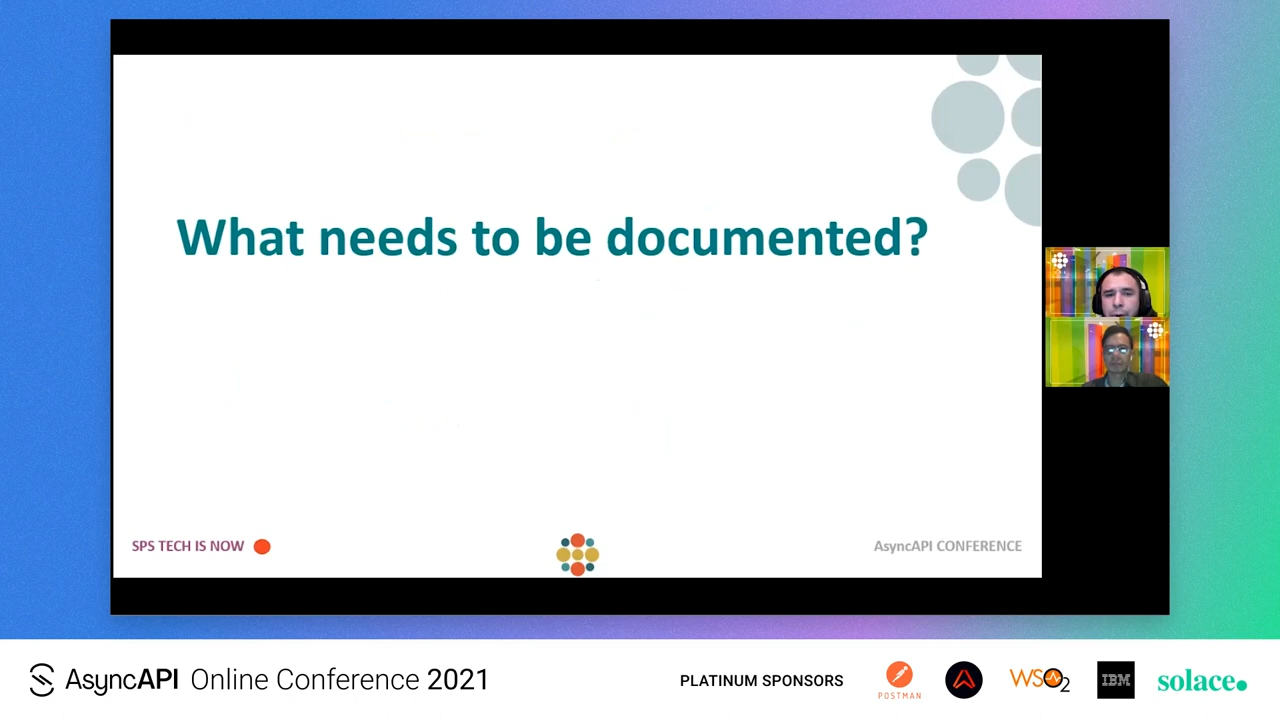 What needs to be documented?
SPS TECH IS NOW
AsyncAPI CONFERENCE
AsyncAPI Online Conference 2021
PLATINUM SPONSORS
POSTMAN
WSO2
IBM
solace.